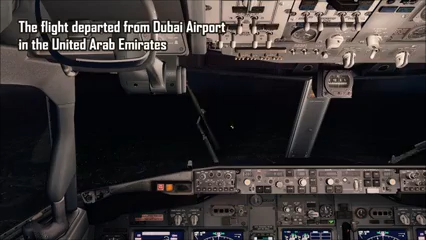 The flight departed from Dubai Airport
in the United Arab Emirates